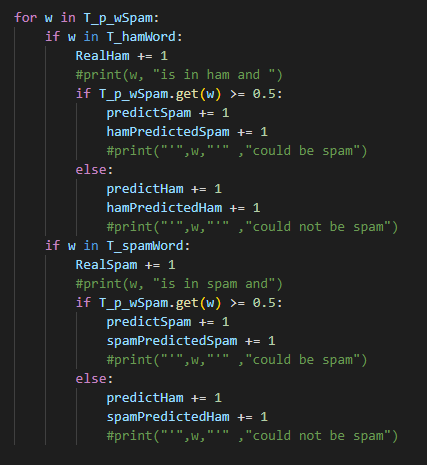 for w in T_p_wSpam:
    if w in T_hamWord:
        RealHam += 1
        #print(w, "is in ham and ")
        if T_p_wSpam.get(w) >= 0.5:
            predictSpam += 1
            hamPredictedSpam += 1
            #print("'",w,"'" ,"could be spam")
        else:
            predictHam += 1
            hamPredictedHam += 1
            #print("'",w,"'" ,"could not be spam")
    if w in T_spamWord:
        RealSpam += 1
        #print(w, "is in spam and")
        if T_p_wSpam.get(w) >= 0.5:
            predictSpam += 1
            spamPredictedSpam += 1
            #print("'",w,"'" ,"could be spam")
        else:
            predictHam += 1
            spamPredictedHam += 1
            #print("'",w,"'" ,"could not be spam")